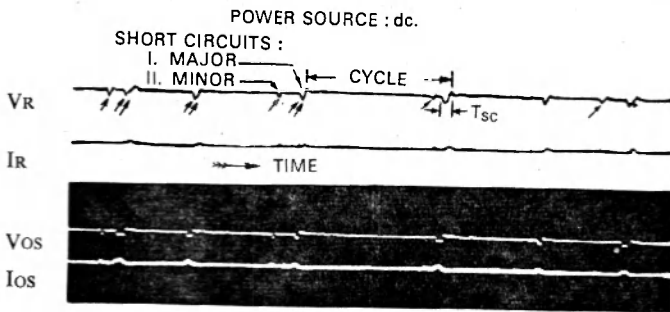 POWER SOURCE : dc.
SHORT CIRCUITS :
I. MAJOR
II. MINOR
CYCLE
VR
TSC
IR
TIME
VOS
IOS